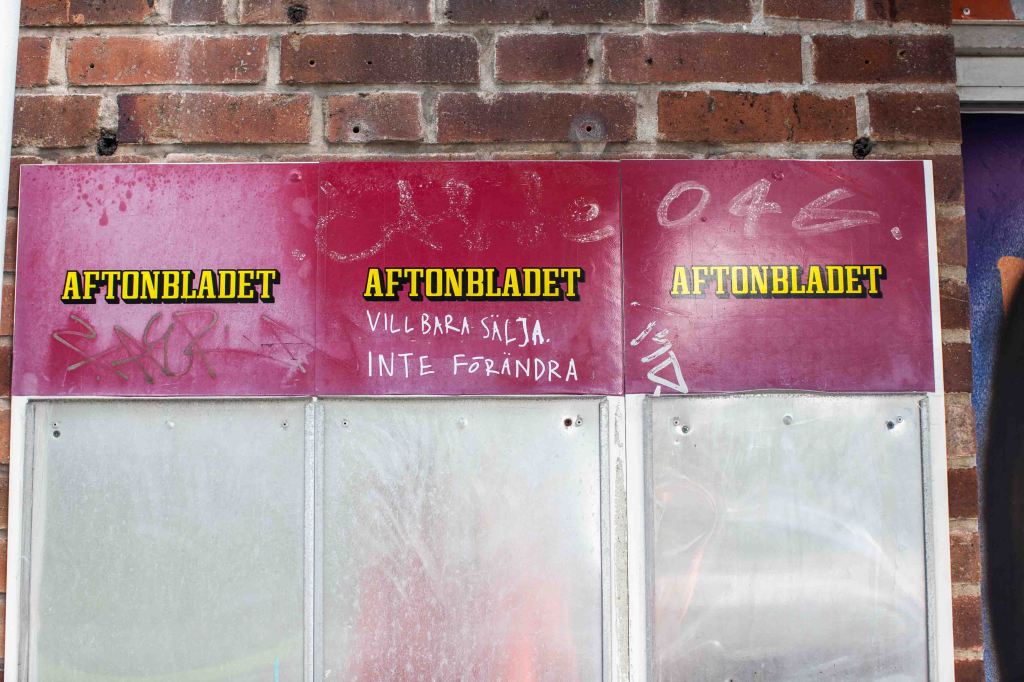 AFTONBLADET
AFTONBLADET
VILL BARA SÄLJA.
INTE FÖRÄNDRA
046
AFTONBLADET